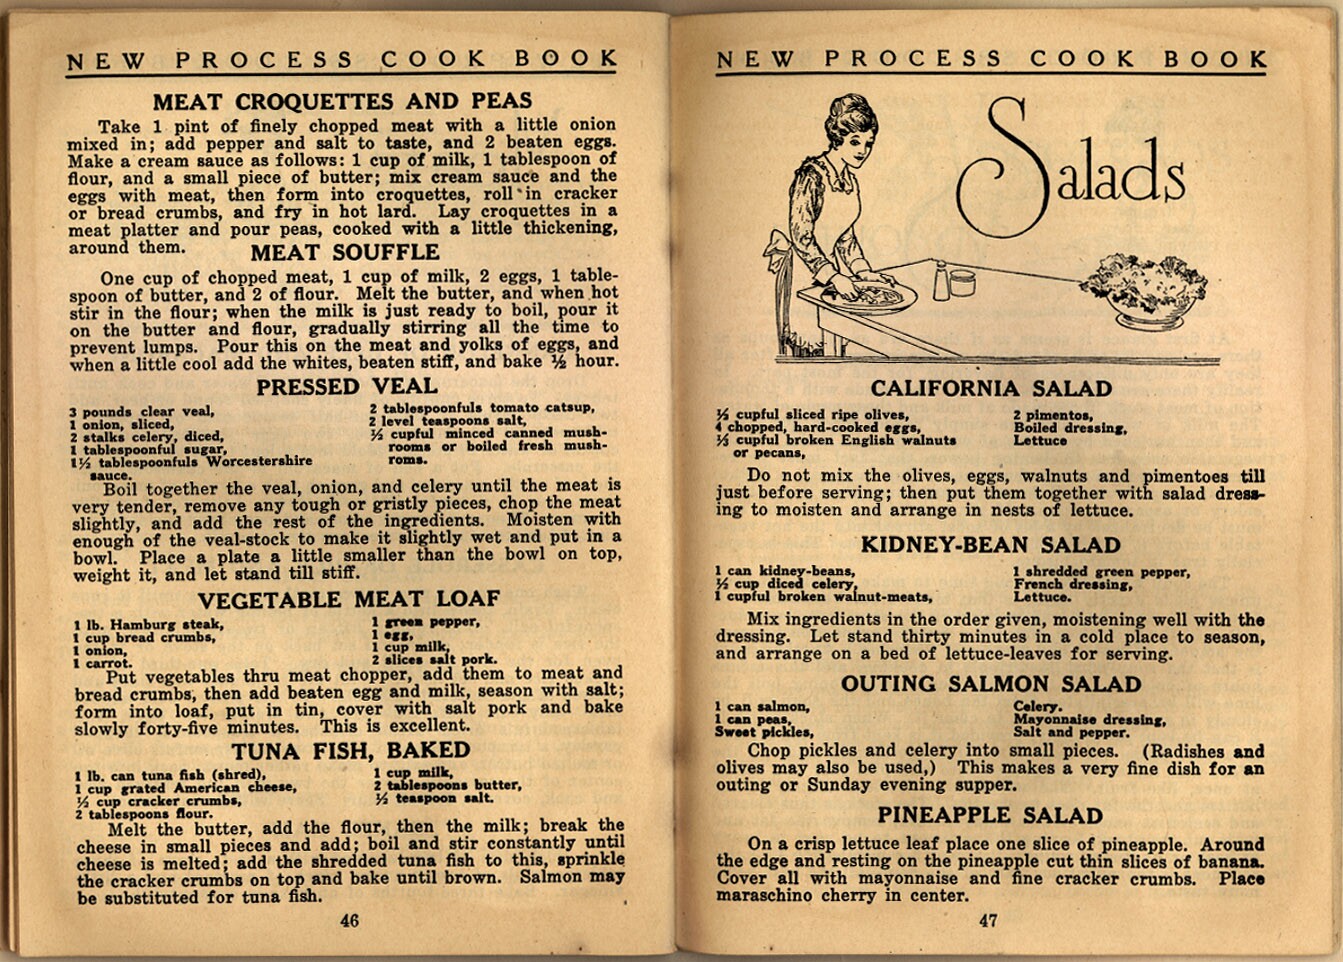 NEW PROCESS COOK BOOK
MEAT CROQUETTES AND PEAS
Take 1 pint of finely chopped meat with a little onion
mixed in; add pepper and salt to taste, and 2 beaten eggs.
Make a cream sauce as follows: 1 cup of milk, 1 tablespoon of
flour, and a small piece of butter; mix cream sauce and the
eggs with meat, then form into croquettes, roll in cracker
or bread crumbs, and fry in hot lard. Lay croquettes in a
meat platter and pour peas, cooked with a little thickening,
around them.
MEAT SOUFFLE
One cup of chopped meat, 1 cup of milk, 2 eggs, 1 table-
spoon of butter, and 2 of flour. Melt the butter, and when hot
stir in the flour; when the milk is just ready to boil, pour it
on the butter and flour, gradually stirring all the time to
prevent lumps. Pour this on the meat and yolks of eggs, and
when a little cool add the whites, beaten stiff, and bake ½ hour.
PRESSED VEAL
3 pounds clear veal,
1 onion, sliced,
2 stalks celery, diced,
1 tablespoonful sugar,
1½ tablespoonfuls Worcestershire
sauce.
2 tablespoonfuls tomato catsup,
2 level teaspoons salt,
½ cupful minced canned mush-
rooms or boiled fresh mush-
roms.
Boil together the veal, onion, and celery until the meat is
very tender, remove any tough or gristly pieces, chop the meat
slightly, and add the rest of the ingredients. Moisten with
enough of the veal-stock to make it slightly wet and put in a
bowl. Place a plate a little smaller than the bowl on top,
weight it, and let stand till stiff.
VEGETABLE MEAT LOAF
1 lb. Hamburg steak,
1 cup bread crumbs,
1 onion,
1 carrot.
1 green pepper,
1 egg,
1 cup milk,
2 slices salt pork.
Put vegetables thru meat chopper, add them to meat and
bread crumbs, then add beaten egg and milk, season with salt;
form into loaf, put in tin, cover with salt pork and bake
slowly forty-five minutes. This is excellent.
TUNA FISH, BAKED
1 lb. can tuna fish (shred),
1 cup grated American cheese,
½ cup cracker crumbs,
2 tablespoons flour.
1 cup milk,
2 tablespoons butter,
½ teaspoon salt.
Melt the butter, add the flour, then the milk; break the
cheese in small pieces and add; boil and stir constantly until
cheese is melted; add the shredded tuna fish to this, sprinkle
the cracker crumbs on top and bake until brown. Salmon may
be substituted for tuna fish.
46
NEW PROCESS COOK BOOK
Salads
CALIFORNIA SALAD
cupful sliced ripe olives,
4 chopped, hard-cooked eggs,
cupful broken English walnuts
or pecans,
2 pimentos,
Boiled dressing,
Lettuce
Do not mix the olives, eggs, walnuts and pimentoes till
just before serving; then put them together with salad dress-
ing to moisten and arrange in nests of lettuce.
KIDNEY-BEAN SALAD
1 can kidney-beans,
½ cup diced celery,
1 cupful broken walnut-meats,
1 shredded green pepper,
French dressing,
Lettuce.
Mix ingredients in the order given, moistening well with the
dressing. Let stand thirty minutes in a cold place to season,
and arrange on a bed of lettuce-leaves for serving.
OUTING SALMON SALAD
1 can salmon,
1 can peas,
Sweet pickles,
Celery.
Mayonnaise dressing,
Salt and pepper.
Chop pickles and celery into small pieces. (Radishes and
olives may also be used,) This makes a very fine dish for an
outing or Sunday evening supper.
PINEAPPLE SALAD
On a crisp lettuce leaf place one slice of pineapple. Around
the edge and resting on the pineapple cut thin slices of banana.
Cover all with mayonnaise and fine cracker crumbs. Place
maraschino cherry in center.
47